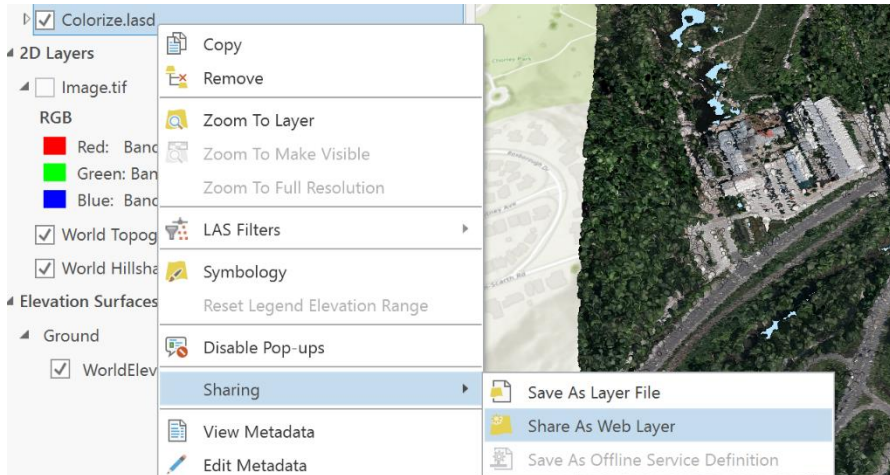 Colorize.lasd
2D Layers
Image.tif
RGB
Red: Band
Green: Ban
Blue: Band
World Topog
World Hillsha
Elevation Surfaces
Ground
WorldElev
Copy
Remove
Zoom To Layer
Zoom To Make Visible
Zoom To Full Resolution
LAS Filters
Symbology
Reset Legend Elevation Range
Disable Pop-ups
Sharing
View Metadata
Edit Metadata
Save As Layer File
Share As Web Layer
Save As Offline Service Definition